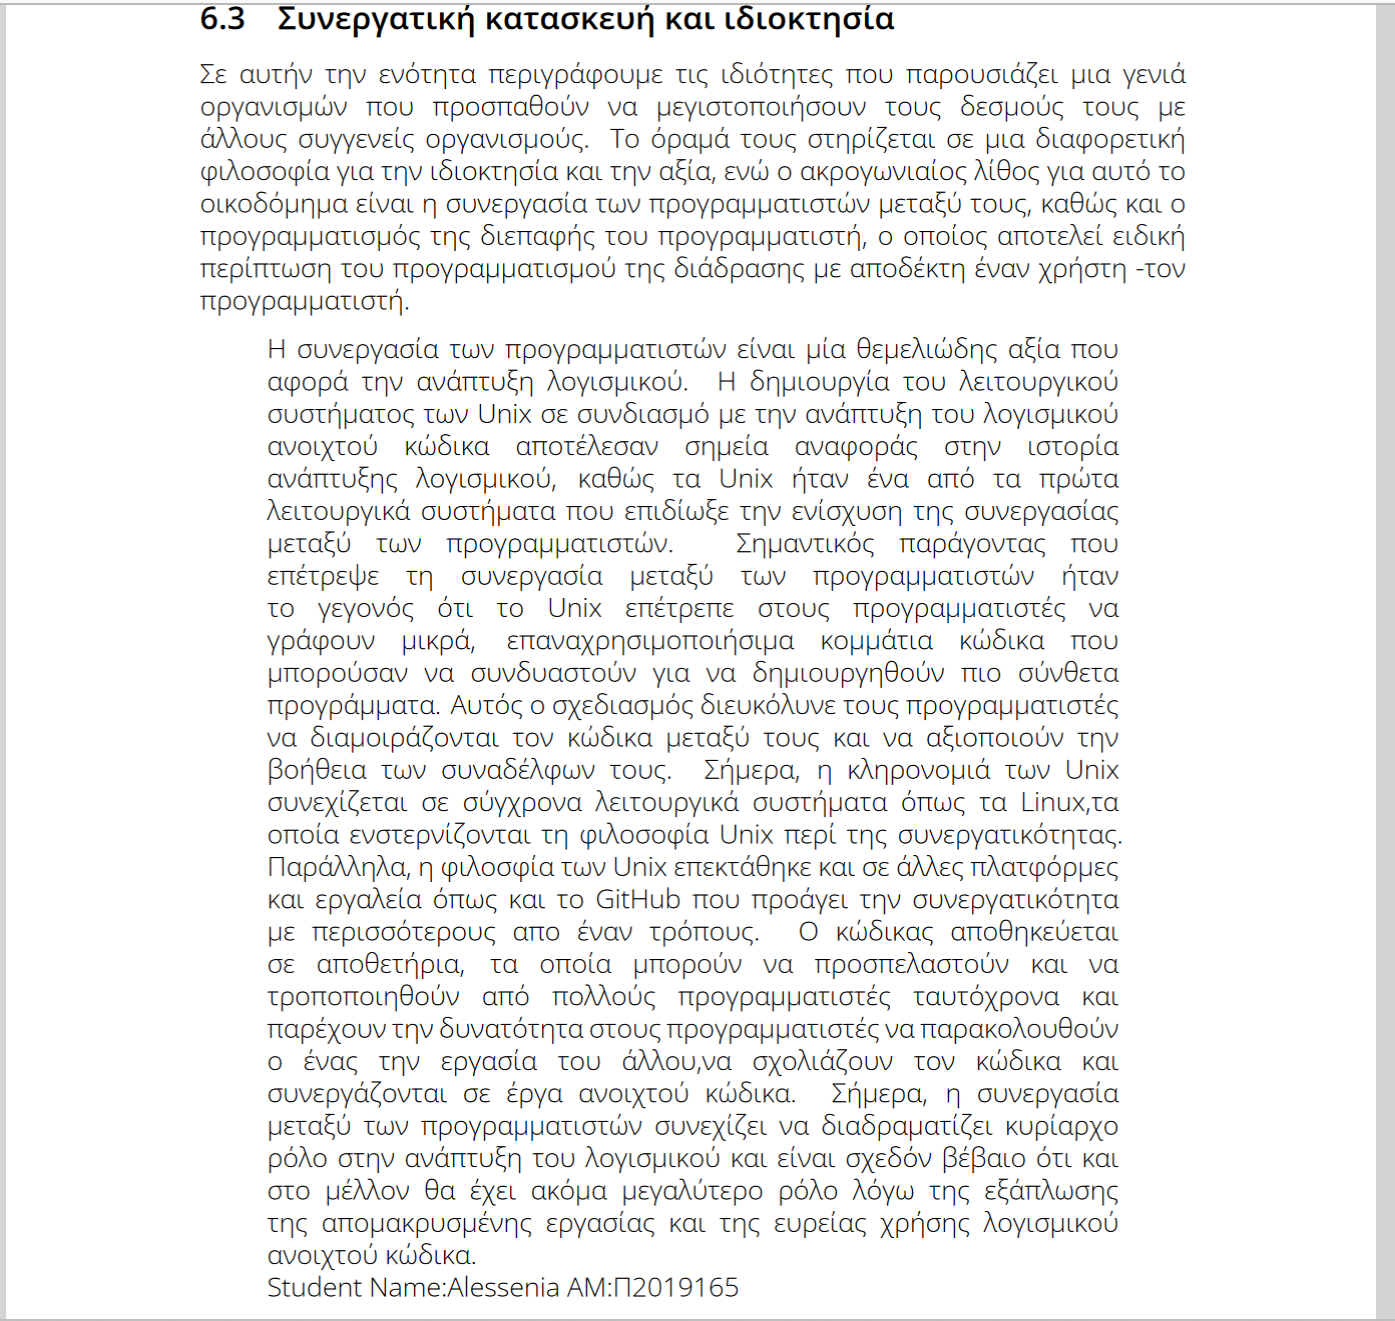 6.3 Συνεργατική κατασκευή και ιδιοκτησία
Σε αυτήν την ενότητα περιγράφουμε τις ιδιότητες που παρουσιάζει μια γενιά
οργανισμών που προσπαθούν να μεγιστοποιήσουν τους δεσμούς τους με
άλλους συγγενείς οργανισμούς. Το όραμά τους στηρίζεται σε μια διαφορετική
φιλοσοφία για την ιδιοκτησία και την αξία, ενώ ο ακρογωνιαίος λίθος για αυτό το
οικοδόμημα είναι η συνεργασία των προγραμματιστών μεταξύ τους, καθώς και ο
προγραμματισμός της διεπαφής του προγραμματιστή, ο οποίος αποτελεί ειδική
περίπτωση του προγραμματισμού της διάδρασης με αποδέκτη έναν χρήστη -τον
προγραμματιστή.
Η συνεργασία των προγραμματιστών είναι μία θεμελιώδης αξία που
αφορά την ανάπτυξη λογισμικού. Η δημιουργία του λειτουργικού
συστήματος των Unix σε συνδιασμό με την ανάπτυξη του λογισμικού
ανοιχτού κώδικα αποτέλεσαν σημεία αναφοράς στην ιστορία
ανάπτυξης λογισμικού, καθώς τα Unix ήταν ένα από τα πρώτα
λειτουργικά συστήματα που επιδίωξε την ενίσχυση της συνεργασίας
μεταξύ των προγραμματιστών. Σημαντικός παράγοντας που
επέτρεψε τη συνεργασία μεταξύ των προγραμματιστών ήταν
το γεγονός ότι το Unix επέτρεπε στους προγραμματιστές να
γράφουν μικρά, επαναχρησιμοποιήσιμα κομμάτια κώδικα που
μπορούσαν να συνδυαστούν για να δημιουργηθούν πιο σύνθετα
προγράμματα. Αυτός ο σχεδιασμός διευκόλυνε τους προγραμματιστές
να διαμοιράζονται τον κώδικα μεταξύ τους και να αξιοποιούν την
βοήθεια των συναδέλφων τους. Σήμερα, η κληρονομιά των Unix
συνεχίζεται σε σύγχρονα λειτουργικά συστήματα όπως τα Linux,τα
οποία ενστερνίζονται τη φιλοσοφία Unix περί της συνεργατικότητας.
Παράλληλα, η φιλοσφία των Unix επεκτάθηκε και σε άλλες πλατφόρμες
και εργαλεία όπως και το GitHub που προάγει την συνεργατικότητα
με περισσότερους απο έναν τρόπους. Ο κώδικας αποθηκεύεται
σε αποθετήρια, τα οποία μπορούν να προσπελαστούν και να
τροποποιηθούν από πολλούς προγραμματιστές ταυτόχρονα και
παρέχουν την δυνατότητα στους προγραμματιστές να παρακολουθούν
ο ένας την εργασία του άλλου,να σχολιάζουν τον κώδικα και
συνεργάζονται σε έργα ανοιχτού κώδικα. Σήμερα, η συνεργασία
μεταξύ των προγραμματιστών συνεχίζει να διαδραματίζει κυρίαρχο
ρόλο στην ανάπτυξη του λογισμικού και είναι σχεδόν βέβαιο ότι και
στο μέλλον θα έχει ακόμα μεγαλύτερο ρόλο λόγω της εξάπλωσης
της απομακρυσμένης εργασίας και της ευρείας χρήσης λογισμικού
ανοιχτού κώδικα.
Student Name:Alessenia ΑΜ:Π2019165